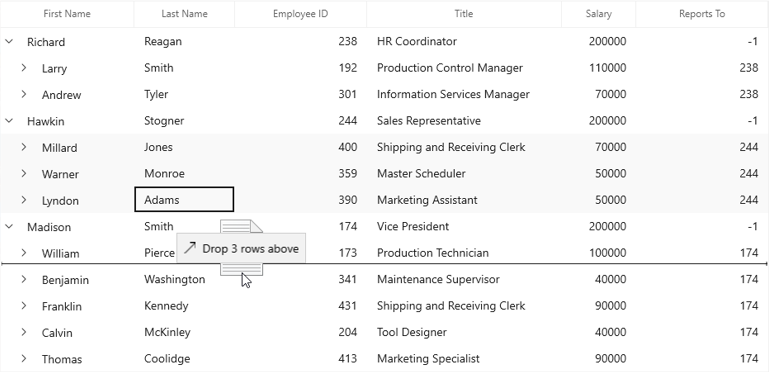 First Name Last Name Employee ID Title Salary Reports To
Richard Reagan 238 HR Coordinator 200000 -1
Larry Smith 192 Production Control Manager 110000 238
Andrew Tyler 301 Information Services Manager 70000 238
Hawkin Stogner 244 Sales Representative 200000 -1
Millard Jones 400 Shipping and Receiving Clerk 70000 244
Warner Monroe 359 Master Scheduler 50000 244
Lyndon Adams 390 Marketing Assistant 50000 244
Madison Smith 174 Vice President 200000 -1
Drop 3 rows above
William Pierce 173 Production Technician 100000 174
Benjamin Washington 341 Maintenance Supervisor 40000 174
Franklin Kennedy 431 Shipping and Receiving Clerk 90000 174
Calvin McKinley 204 Tool Designer 40000 174
Thomas Coolidge 413 Marketing Specialist 90000 174